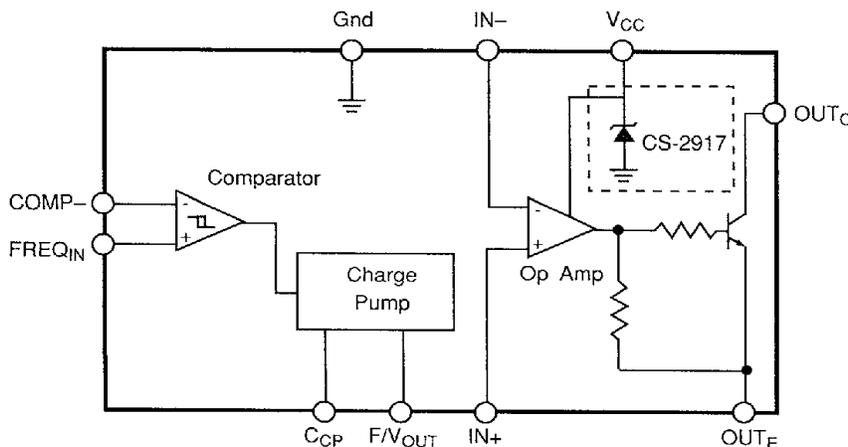 Gnd
IN–
VCC
OUTC
CS-2917
COMP–
Comparator
-
+
FREQIN
-
+
Op Amp
Charge
Pump
CCP
F/VOUT
IN+
OUTE